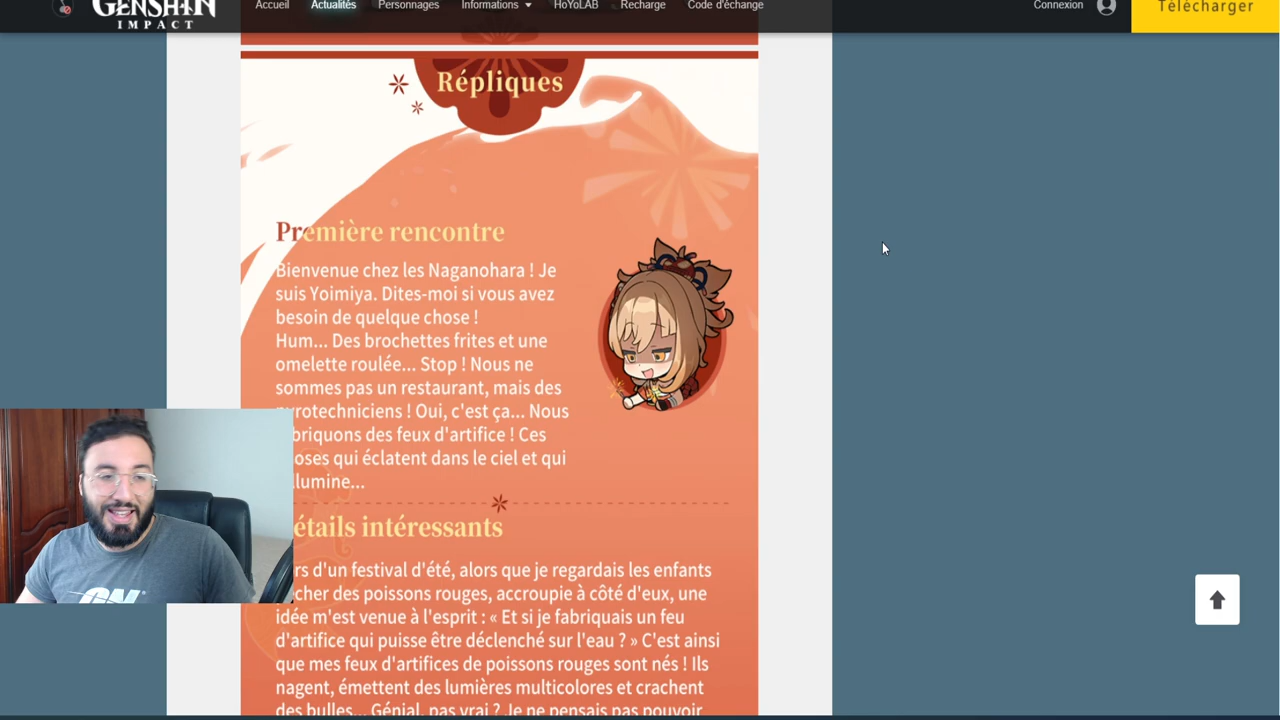 GENSHIN
IMPACT
Accueil
Actualités
Personnages
Informations
HoYoLAB
Recharge
Code d'échange
Connexion
Télécharger
Répliques
Première rencontre
Bienvenue chez les Naganohara ! Je
suis Yoimiya. Dites-moi si vous avez
besoin de quelque chose !
Hum... Des brochettes frites et une
omelette roulée... Stop ! Nous ne
sommes pas un restaurant, mais des
pyrotechniciens ! Oui, c'est ça... Nous
briquons des feux d'artifice ! Ces
oses qui éclatent dans le ciel et qui
llumine...
étails intéressants
rs d'un festival d'été, alors que je regardais les enfants
cher des poissons rouges, accroupie à côté d'eux, une
idée m'est venue à l'esprit : « Et si je fabriquais un feu
d'artifice qui puisse être déclenché sur l'eau ? » C'est ainsi
que mes feux d'artifices de poissons rouges sont nés ! Ils
nagent, émettent des lumières multicolores et crachent
des bulles... Génial, pas vrai ? Je ne pensais pas pouvoir